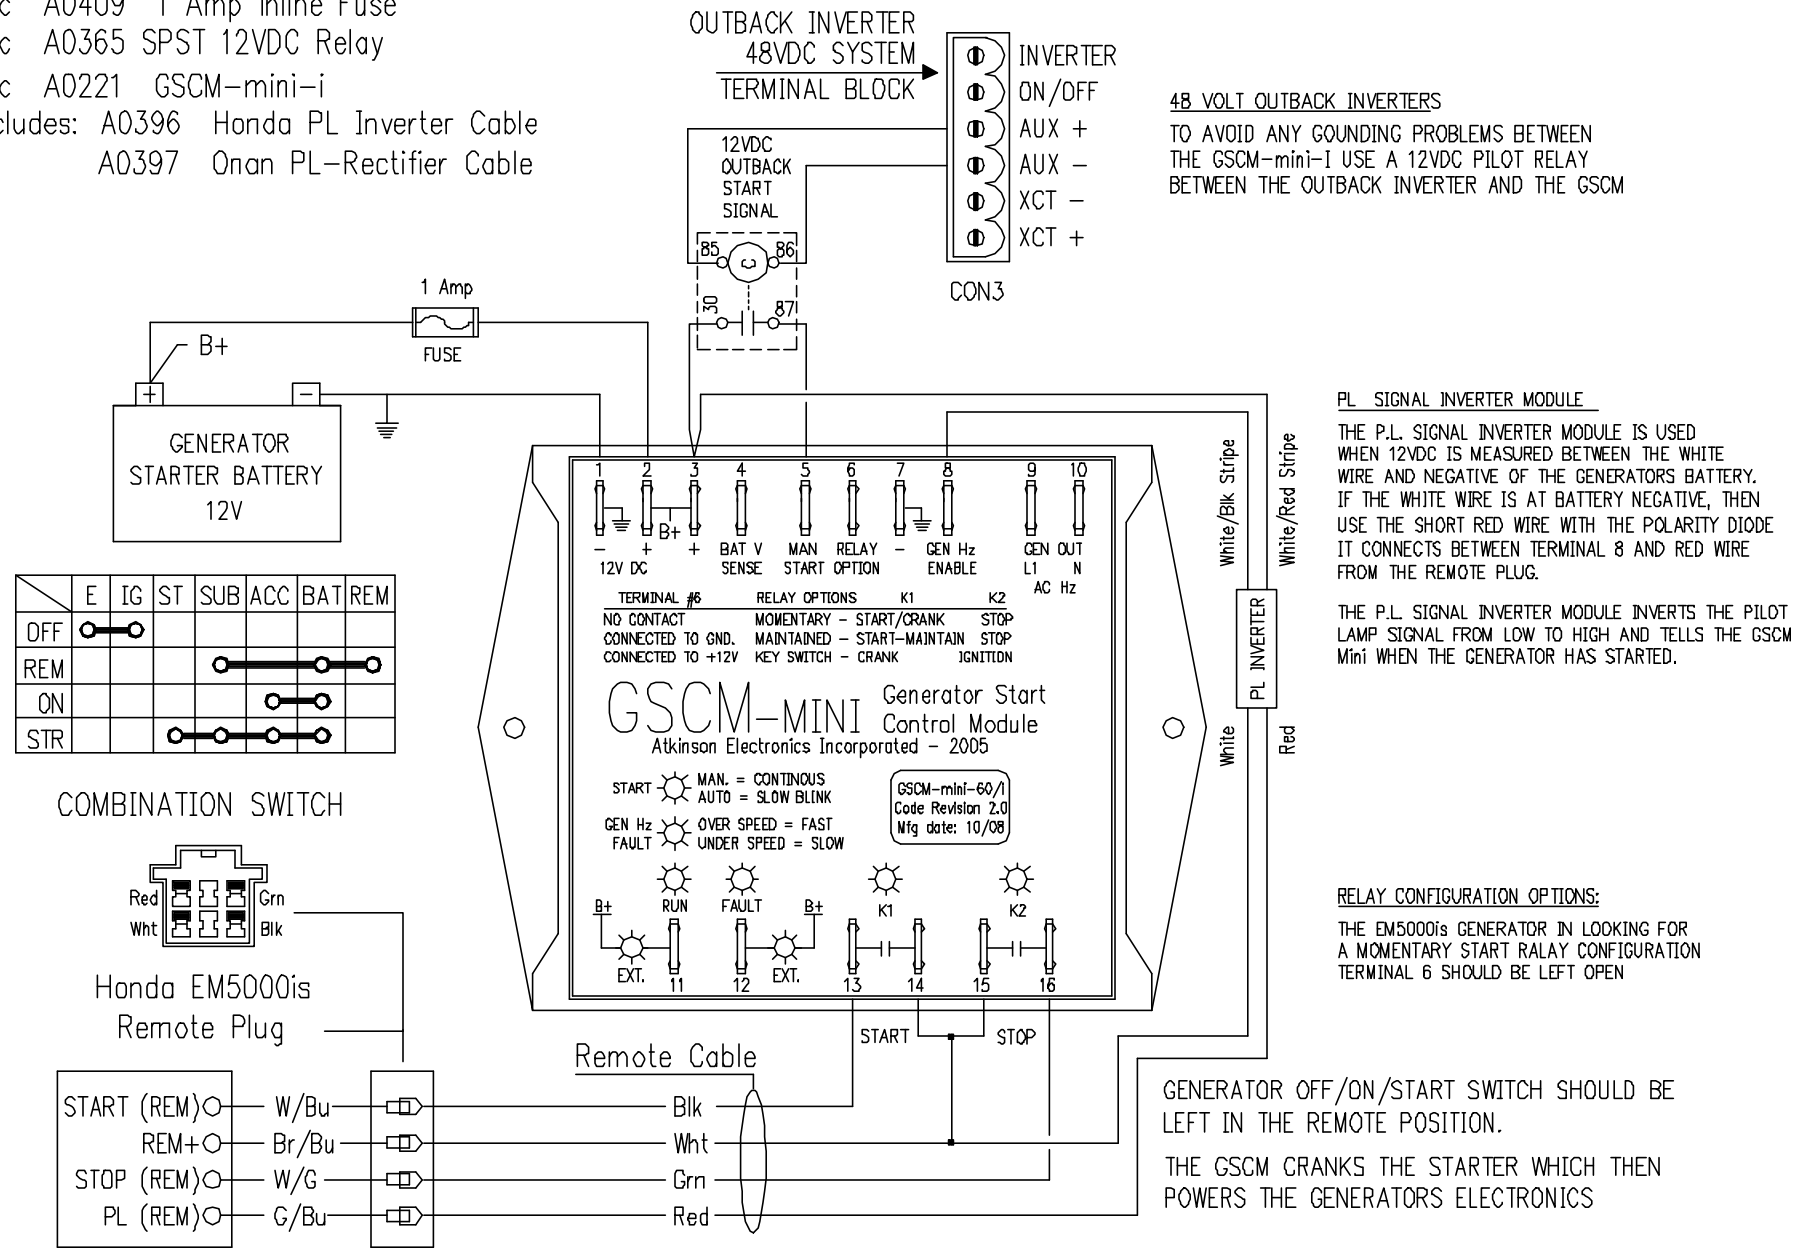 c A0409 1 Amp Inline Fuse
c A0365 SPST 12VDC Relay
c A0221 GSCM-mini-i
cludes: A0396 Honda PL Inverter Cable
A0397 Onan PL-Rectifier Cable
OUTBACK INVERTER
48VDC SYSTEM
TERMINAL BLOCK
INVERTER
ON/OFF
AUX +
AUX -
XCT -
XCT +
CON3
12VDC
OUTBACK
START
SIGNAL
85
86
30
87
48 VOLT OUTBACK INVERTERS
TO AVOID ANY GOUNDING PROBLEMS BETWEEN
THE GSCM-mini-I USE A 12VDC PILOT RELAY
BETWEEN THE OUTBACK INVERTER AND THE GSCM
1 Amp
FUSE
B+
+
-
GENERATOR
STARTER BATTERY
12V
E IG ST SUB ACC BAT REM
OFF
REM
ON
STR
COMBINATION SWITCH
Red Grn
Wht Blk
Honda EM5000is
Remote Plug
START (REM) W/Bu
REM+ Br/Bu
STOP (REM) W/G
PL (REM) G/Bu
Remote Cable
Blk
Wht
Grn
Red
1 2 3 4 5 6 7 8 9 10
B+
- + + BAT V MAN RELAY - GEN Hz GEN OUT
12V DC SENSE START OPTION ENABLE L1 N
AC Hz
TERMINAL #6 RELAY OPTIONS K1 K2
NO CONTACT MOMENTARY - START/CRANK STOP
CONNECTED TO GND. MAINTAINED - START-MAINTAIN STOP
CONNECTED TO +12V KEY SWITCH - CRANK IGNITION
GSCM-MINI Generator Start
Control Module
Atkinson Electronics Incorporated - 2005
START MAN. = CONTINOUS
AUTO = SLOW BLINK
GEN Hz OVER SPEED = FAST
FAULT UNDER SPEED = SLOW
GSCM-mini-60/i
Code Revision 2.0
Mfg date: 10/08
B+ RUN FAULT B+ K1 K2
EXT. EXT.
11 12 13 14 15 16
START STOP
White/Blk Stripe
White/Red Stripe
PL INVERTER
White
Red
PL SIGNAL INVERTER MODULE
THE P.L. SIGNAL INVERTER MODULE IS USED
WHEN 12VDC IS MEASURED BETWEEN THE WHITE
WIRE AND NEGATIVE OF THE GENERATORS BATTERY.
IF THE WHITE WIRE IS AT BATTERY NEGATIVE, THEN
USE THE SHORT RED WIRE WITH THE POLARITY DIODE
IT CONNECTS BETWEEN TERMINAL 8 AND RED WIRE
FROM THE REMOTE PLUG.
THE P.L. SIGNAL INVERTER MODULE INVERTS THE PILOT
LAMP SIGNAL FROM LOW TO HIGH AND TELLS THE GSCM
Mini WHEN THE GENERATOR HAS STARTED.
RELAY CONFIGURATION OPTIONS:
THE EM5000is GENERATOR IN LOOKING FOR
A MOMENTARY START RALAY CONFIGURATION
TERMINAL 6 SHOULD BE LEFT OPEN
GENERATOR OFF/ON/START SWITCH SHOULD BE
LEFT IN THE REMOTE POSITION.
THE GSCM CRANKS THE STARTER WHICH THEN
POWERS THE GENERATORS ELECTRONICS